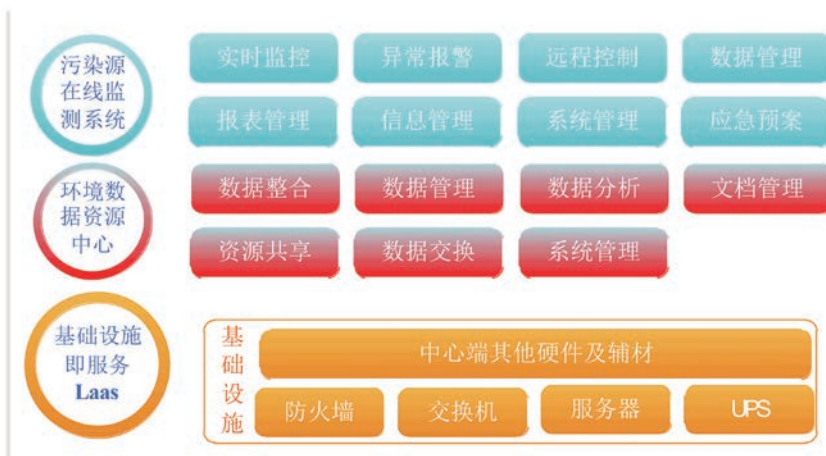 污染源
在线监
测系统
实时监控 异常报警 远程控制 数据管理
报表管理 信息管理 系统管理 应急预案
环境数
据资源
中心
数据整合 数据管理 数据分析 文档管理
资源共享 数据交换 系统管理
基础设施
即服务
Laas
基础设施
中心端其他硬件及辅材
防火墙 交换机 服务器 UPS